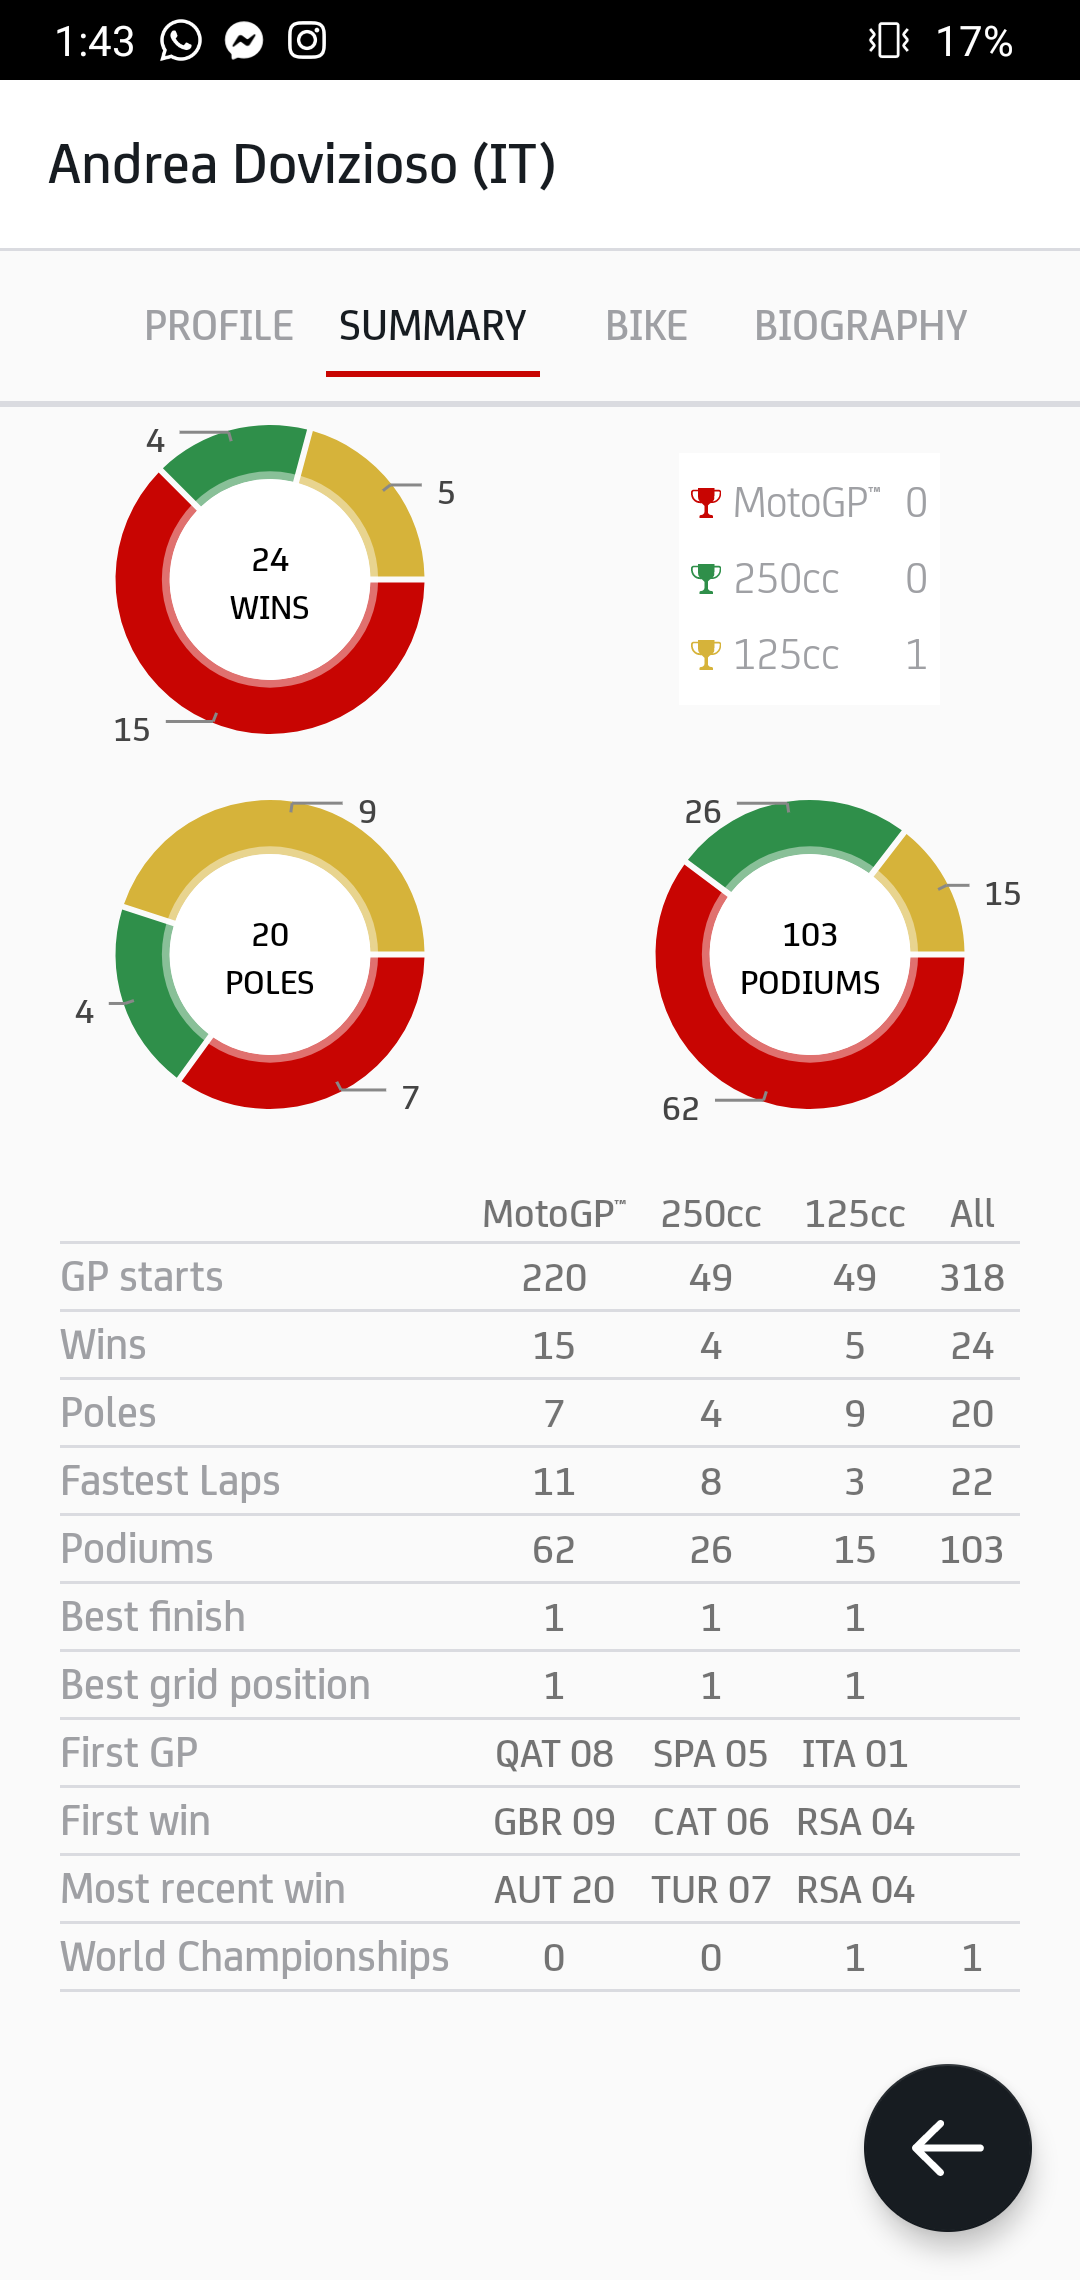 1:43 17%
Andrea Dovizioso (IT)
PROFILE SUMMARY BIKE BIOGRAPHY
4
5
24
WINS
15
MotoGP™ 0
250cc 0
125cc 1
9
20
POLES
4
7
26
15
103
PODIUMS
62
MotoGP™ 250cc 125cc All
GP starts 220 49 49 318
Wins 15 4 5 24
Poles 7 4 9 20
Fastest Laps 11 8 3 22
Podiums 62 26 15 103
Best finish 1 1 1
Best grid position 1 1 1
First GP QAT 08 SPA 05 ITA 01
First win GBR 09 CAT 06 RSA 04
Most recent win AUT 20 TUR 07 RSA 04
World Championships 0 0 1 1